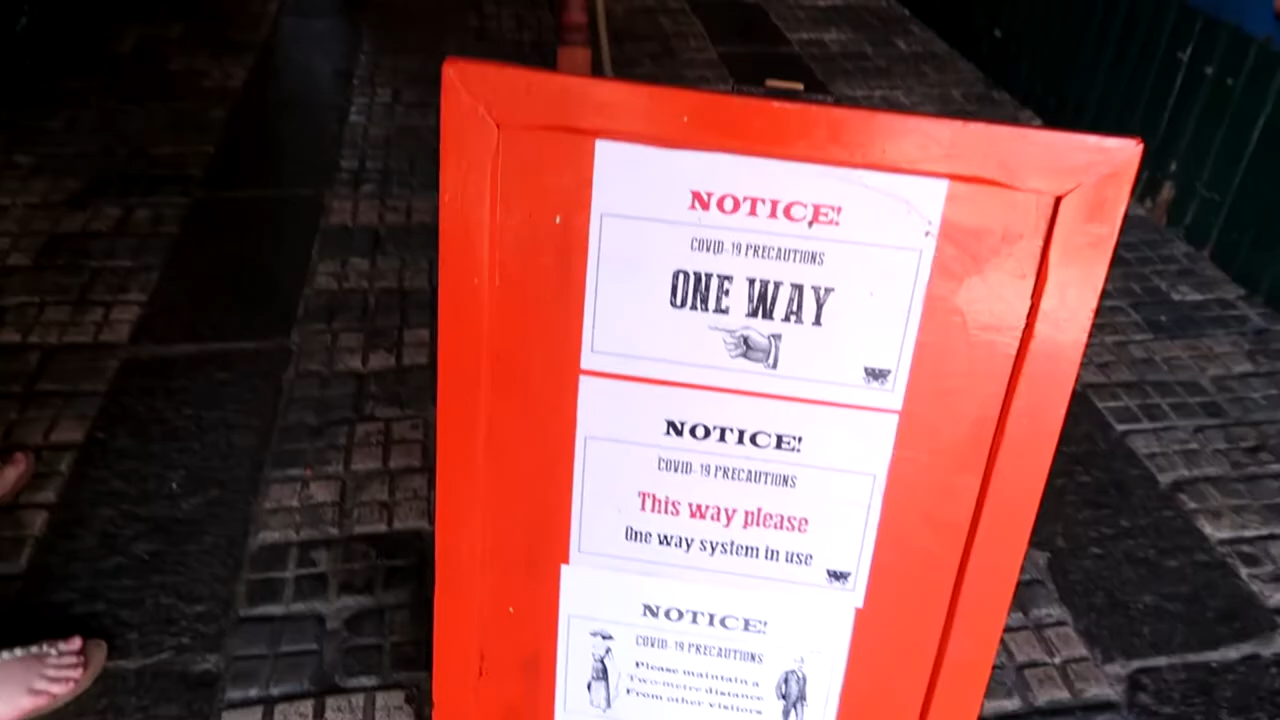 NOTICE!
COVID-19 PRECAUTIONS
ONE WAY
NOTICE!
COVID-19 PRECAUTIONS
This way please
One way system in use
NOTICE!
COVID-19 PRECAUTIONS
Please maintain a
Two-metre distance
From other visitors